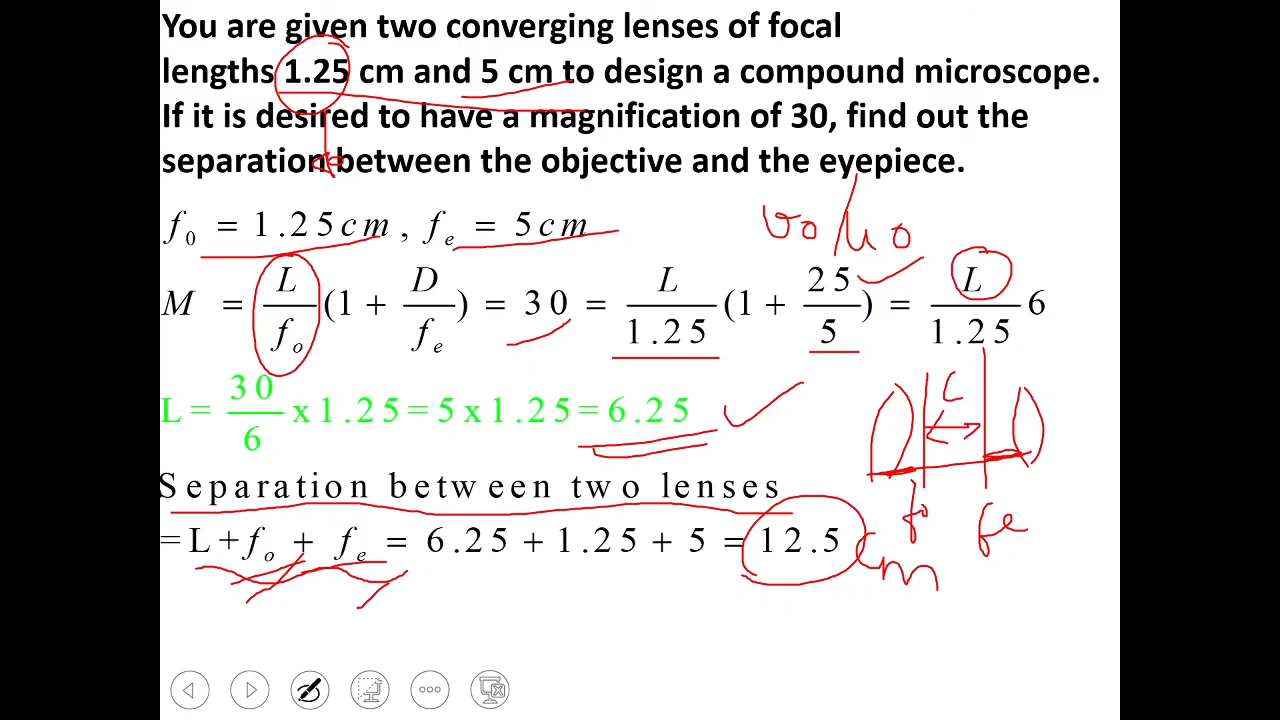 You are given two converging lenses of focal
lengths 1.25 cm and 5 cm to design a compound microscope.
If it is desired to have a magnification of 30, find out the
separation between the objective and the eyepiece.
f₀ = 1.25cm, fₑ = 5cm
vo/uo
M = L/fₒ (1 + D/fₑ) = 30 = L/1.25 (1 + 25/5) = L/1.25 6
L = 30/6 x 1.25 = 5 x 1.25 = 6.25
L
Separation between two lenses
fo fe
= L + fₒ + fₑ = 6.25 + 1.25 + 5 = 12.5 cm